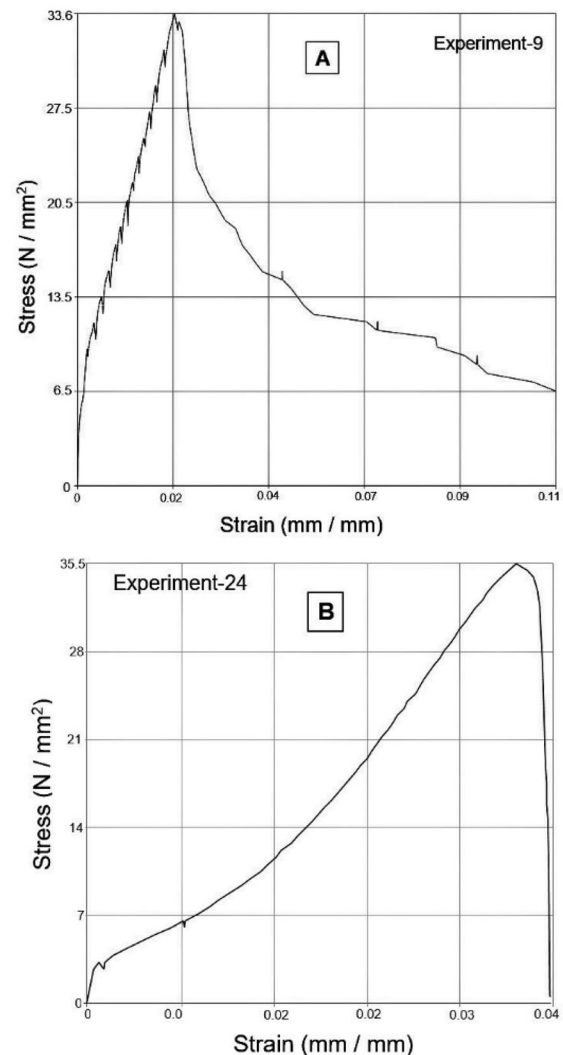 33.6
A
Experiment-9
27.5
20.5
13.5
6.5
0
Stress (N / mm²)
0 0.02 0.04 0.07 0.09 0.11
Strain (mm / mm)
35.5
Experiment-24
B
28
21
14
7
0
Stress (N / mm²)
0 0.0 0.02 0.02 0.03 0.04
Strain (mm / mm)